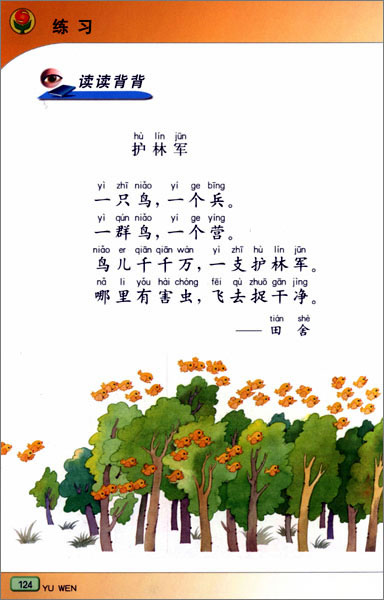 练习
读读背背
hù lín jūn
护林军
yì zhī niǎo yí ge bīng
一只鸟，一个兵。
yì qún niǎo yí ge yíng
一群鸟，一个营。
niǎo er qiān qiān wàn yì zhī hù lín jūn
鸟儿千千万，一支护林军。
nǎ li yǒu hài chóng fēi qù zhuō gān jìng
哪里有害虫，飞去捉干净。
tián shè
——田舍
124 YU WEN